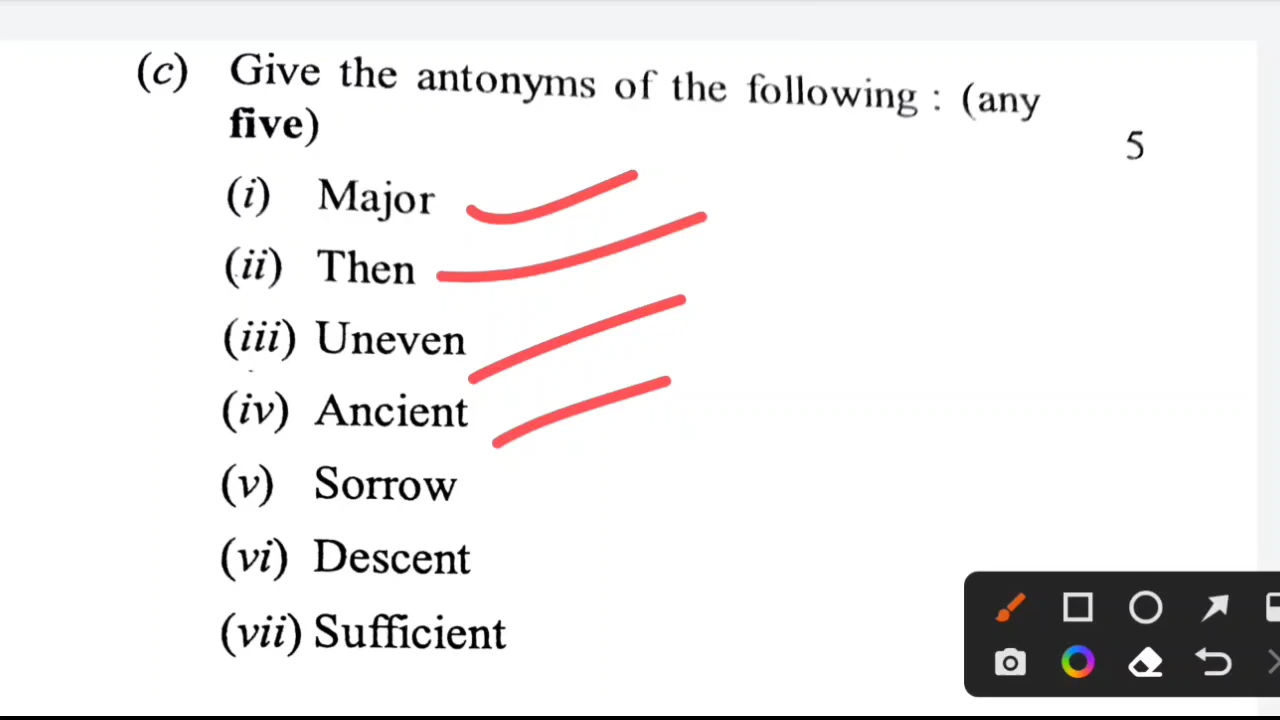 (c) Give the antonyms of the following : (any
five)
5
(i) Major
(ii) Then
(iii) Uneven
(iv) Ancient
(v) Sorrow
(vi) Descent
(vii) Sufficient